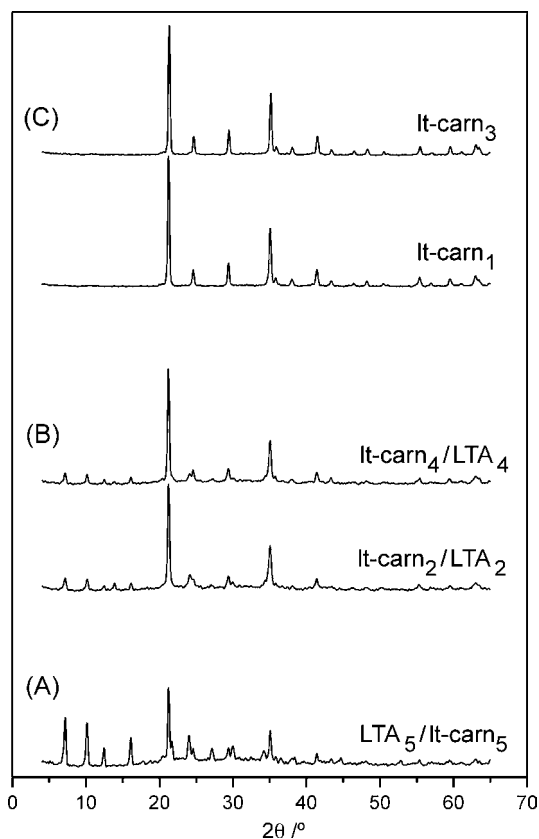 (C)
lt-carn3
lt-carn1
(B)
lt-carn4/LTA4
lt-carn2/LTA2
(A)
LTA5/lt-carn5
0 10 20 30 40 50 60 70
2θ /º